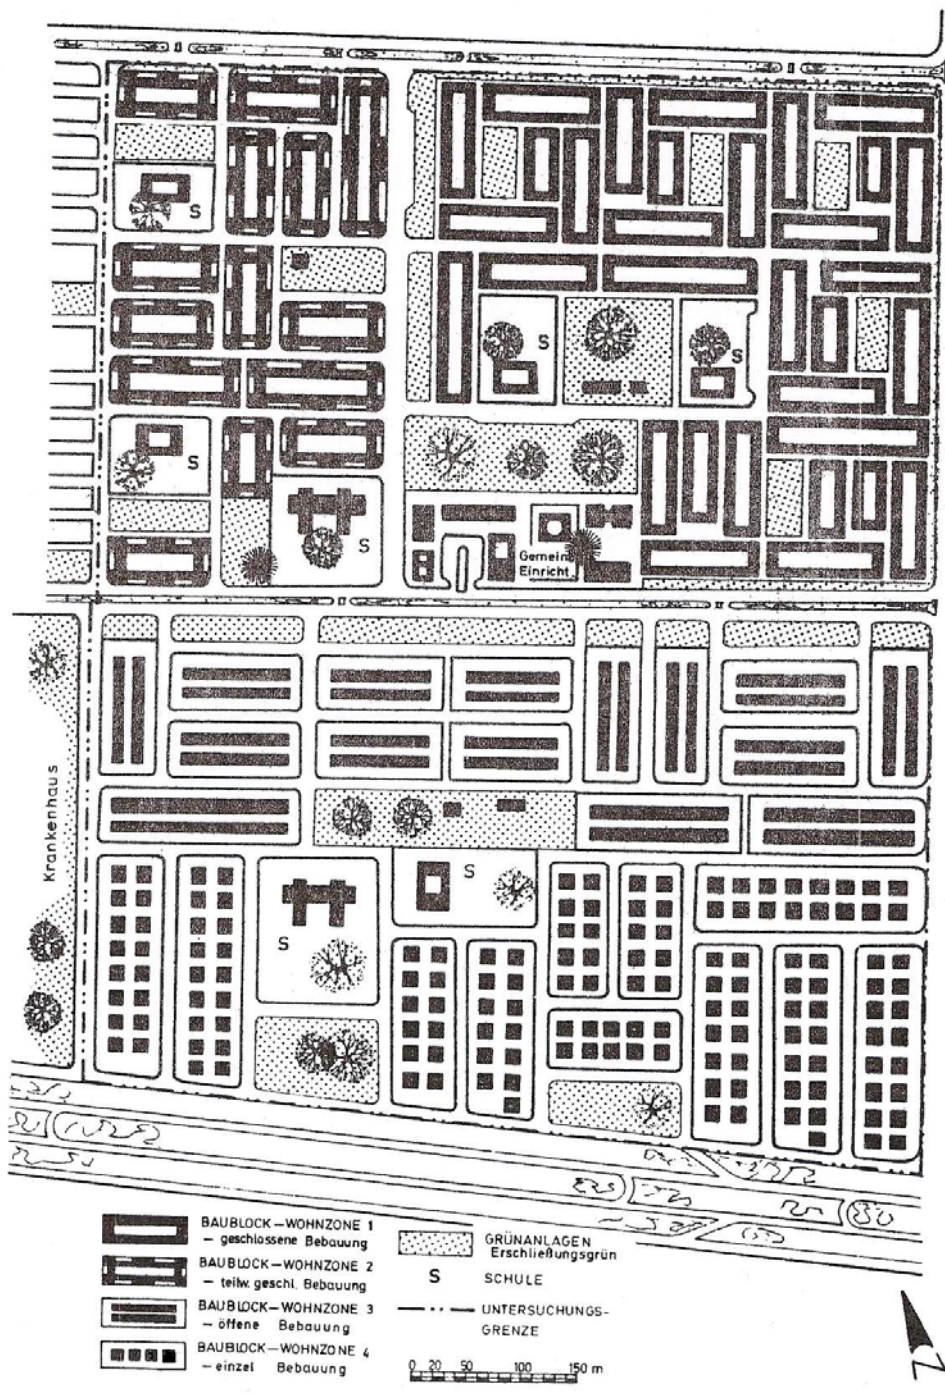 S
S
S
S
S
Gemein
Einricht.
Krankenhaus
S
S
BAUBLOCK-WOHNZONE 1
- geschlossene Bebauung
BAUBLOCK-WOHNZONE 2
- teilw. geschl. Bebauung
BAUBLOCK-WOHNZONE 3
- öffene Bebauung
BAUBLOCK-WOHNZONE 4
- einzel Bebauung
GRÜNANLAGEN
Erschließungsgrün
S SCHULE
UNTERSUCHUNGS-
GRENZE
0 20 50 100 150 m
N